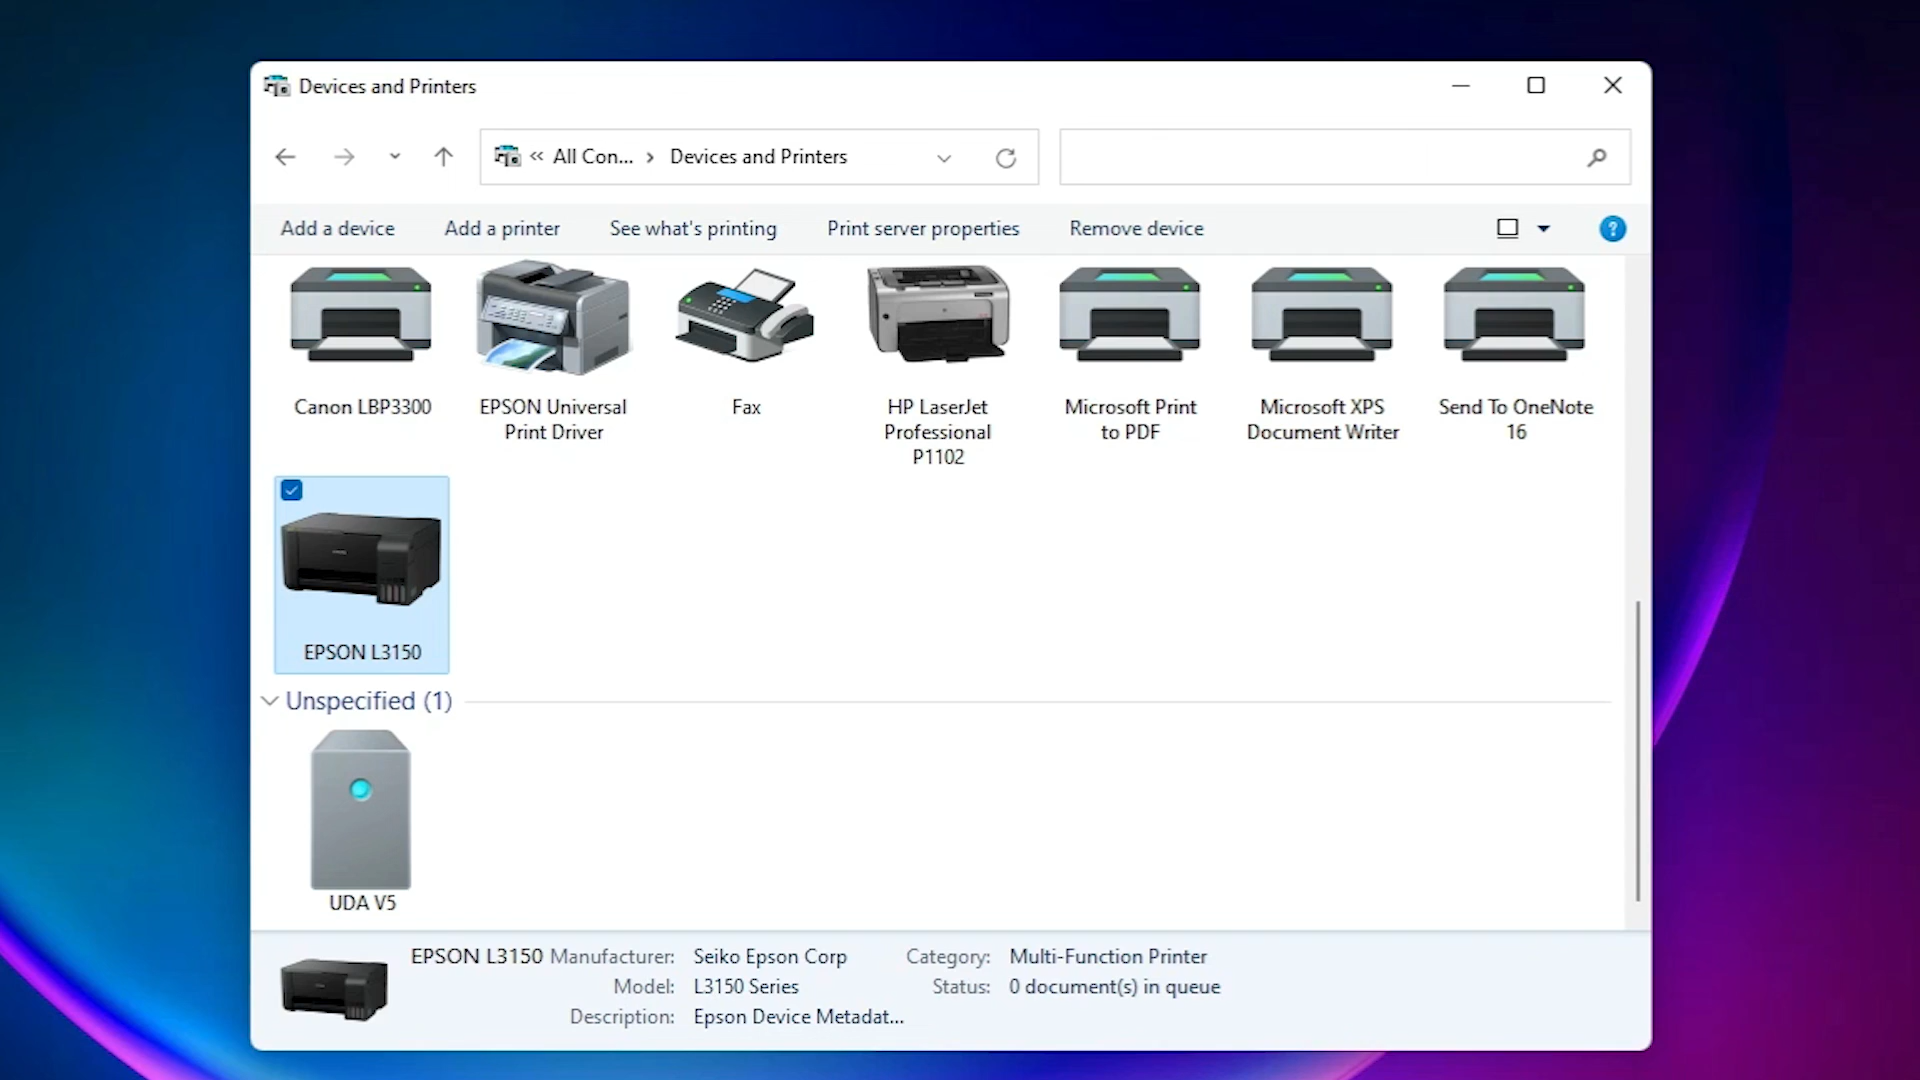 Devices and Printers
« All Con... › Devices and Printers
Add a device Add a printer See what's printing Print server properties Remove device ?
Canon LBP3300
EPSON Universal
Print Driver
Fax
HP LaserJet
Professional
P1102
Microsoft Print
to PDF
Microsoft XPS
Document Writer
Send To OneNote
16
EPSON L3150
Unspecified (1)
UDA V5
EPSON L3150 Manufacturer: Seiko Epson Corp Category: Multi-Function Printer
Model: L3150 Series Status: 0 document(s) in queue
Description: Epson Device Metadat...